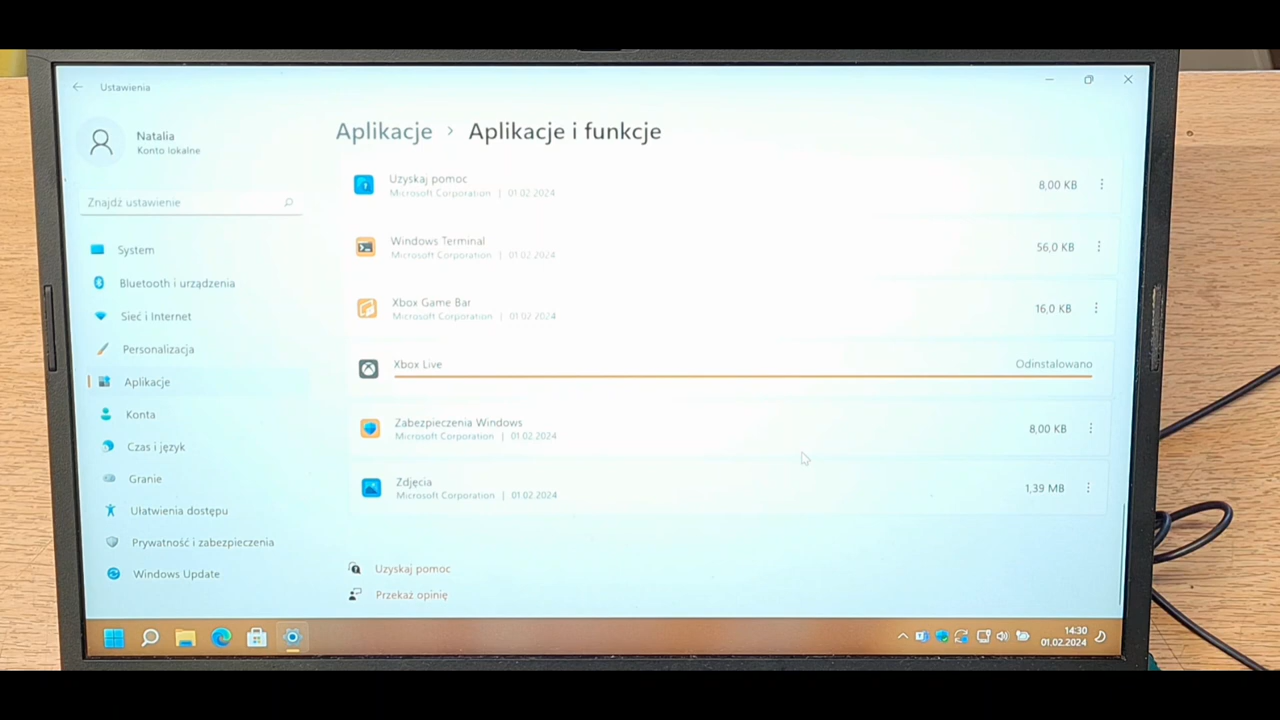 Ustawienia
Natalia
Konto lokalne
Znajdź ustawienie
System
Bluetooth i urządzenia
Sieć i Internet
Personalizacja
Aplikacje
Konta
Czas i język
Granie
Ułatwienia dostępu
Prywatność i zabezpieczenia
Windows Update
Aplikacje > Aplikacje i funkcje
Uzyskaj pomoc
Microsoft Corporation | 01.02.2024
8,00 KB
Windows Terminal
Microsoft Corporation | 01.02.2024
56,0 KB
Xbox Game Bar
Microsoft Corporation | 01.02.2024
16,0 KB
Xbox Live
Odinstalowano
Zabezpieczenia Windows
Microsoft Corporation | 01.02.2024
8,00 KB
Zdjęcia
Microsoft Corporation | 01.02.2024
1,39 MB
Uzyskaj pomoc
Przekaż opinię
14:30
01.02.2024